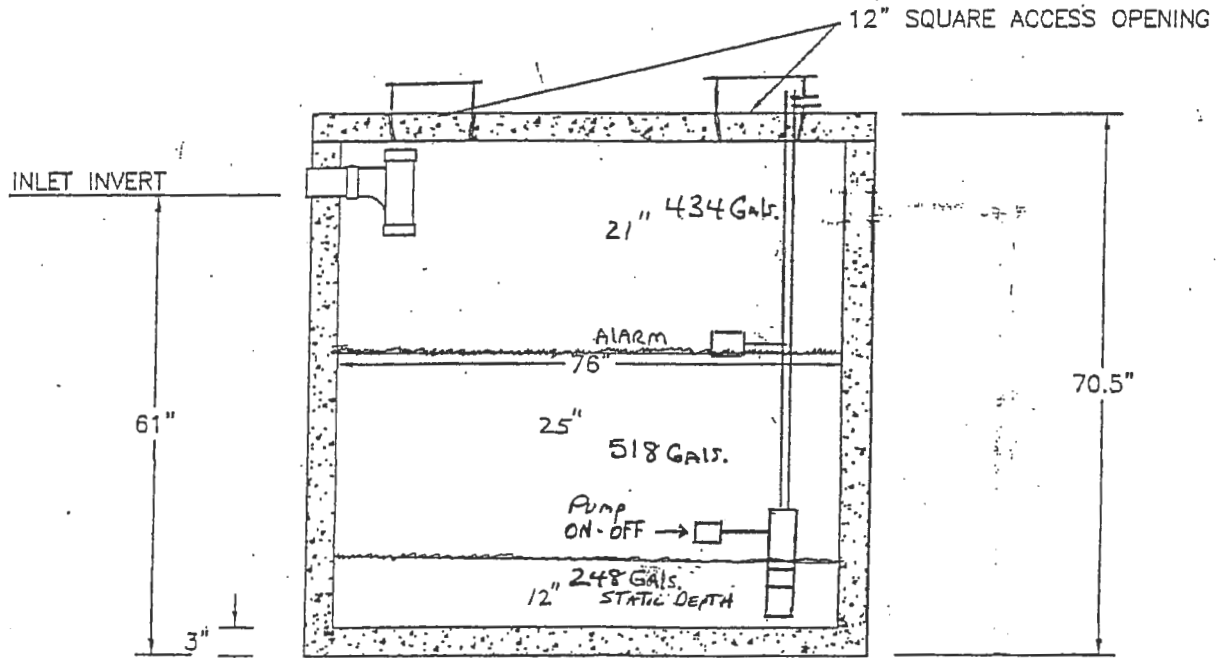 12" SQUARE ACCESS OPENING
INLET INVERT
21" 434 GALS.
ALARM
76"
70.5"
61"
25"
518 GALS.
PUMP
ON-OFF
248 GALS.
12" STATIC DEPTH
3"